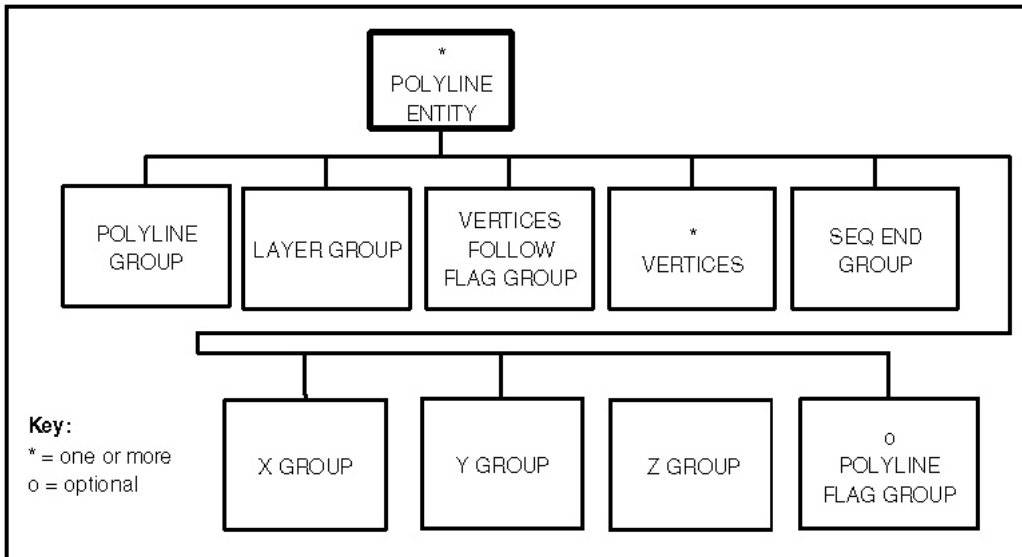 *
POLYLINE
ENTITY
POLYLINE
GROUP
LAYER GROUP
VERTICES
FOLLOW
FLAG GROUP
*
VERTICES
SEQ END
GROUP
Key:
* = one or more
o = optional
X GROUP
Y GROUP
Z GROUP
o
POLYLINE
FLAG GROUP